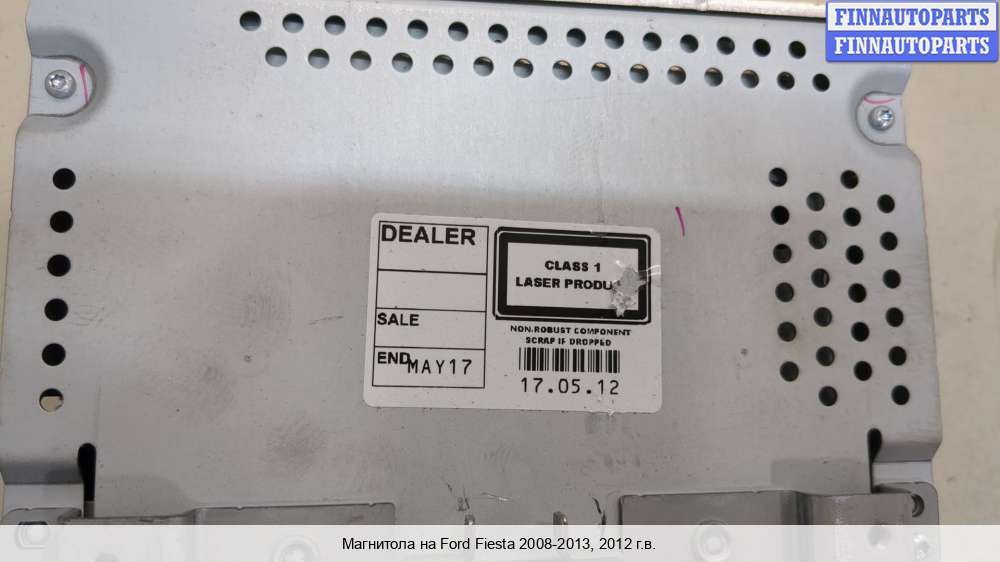 FINNAUTOPARTS
FINNAUTOPARTS
DEALER
SALE
END MAY17
CLASS 1
LASER
NON-ROBUST COMPONENT
SCRAP IF DROPPED
17.05.12
Магнитола на Ford Fiesta 2008-2013, 2012 г.в.